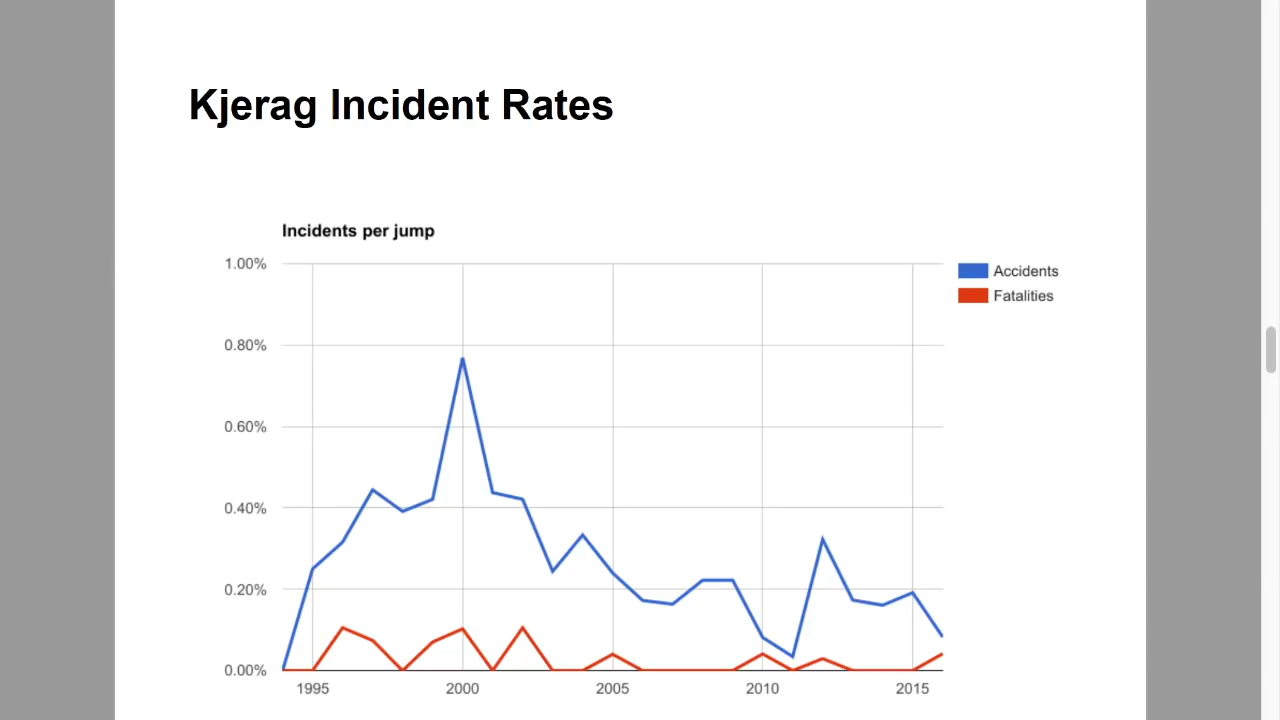 Kjerag Incident Rates
Incidents per jump
1.00%
0.80%
0.60%
0.40%
0.20%
0.00%
1995 2000 2005 2010 2015
Accidents
Fatalities